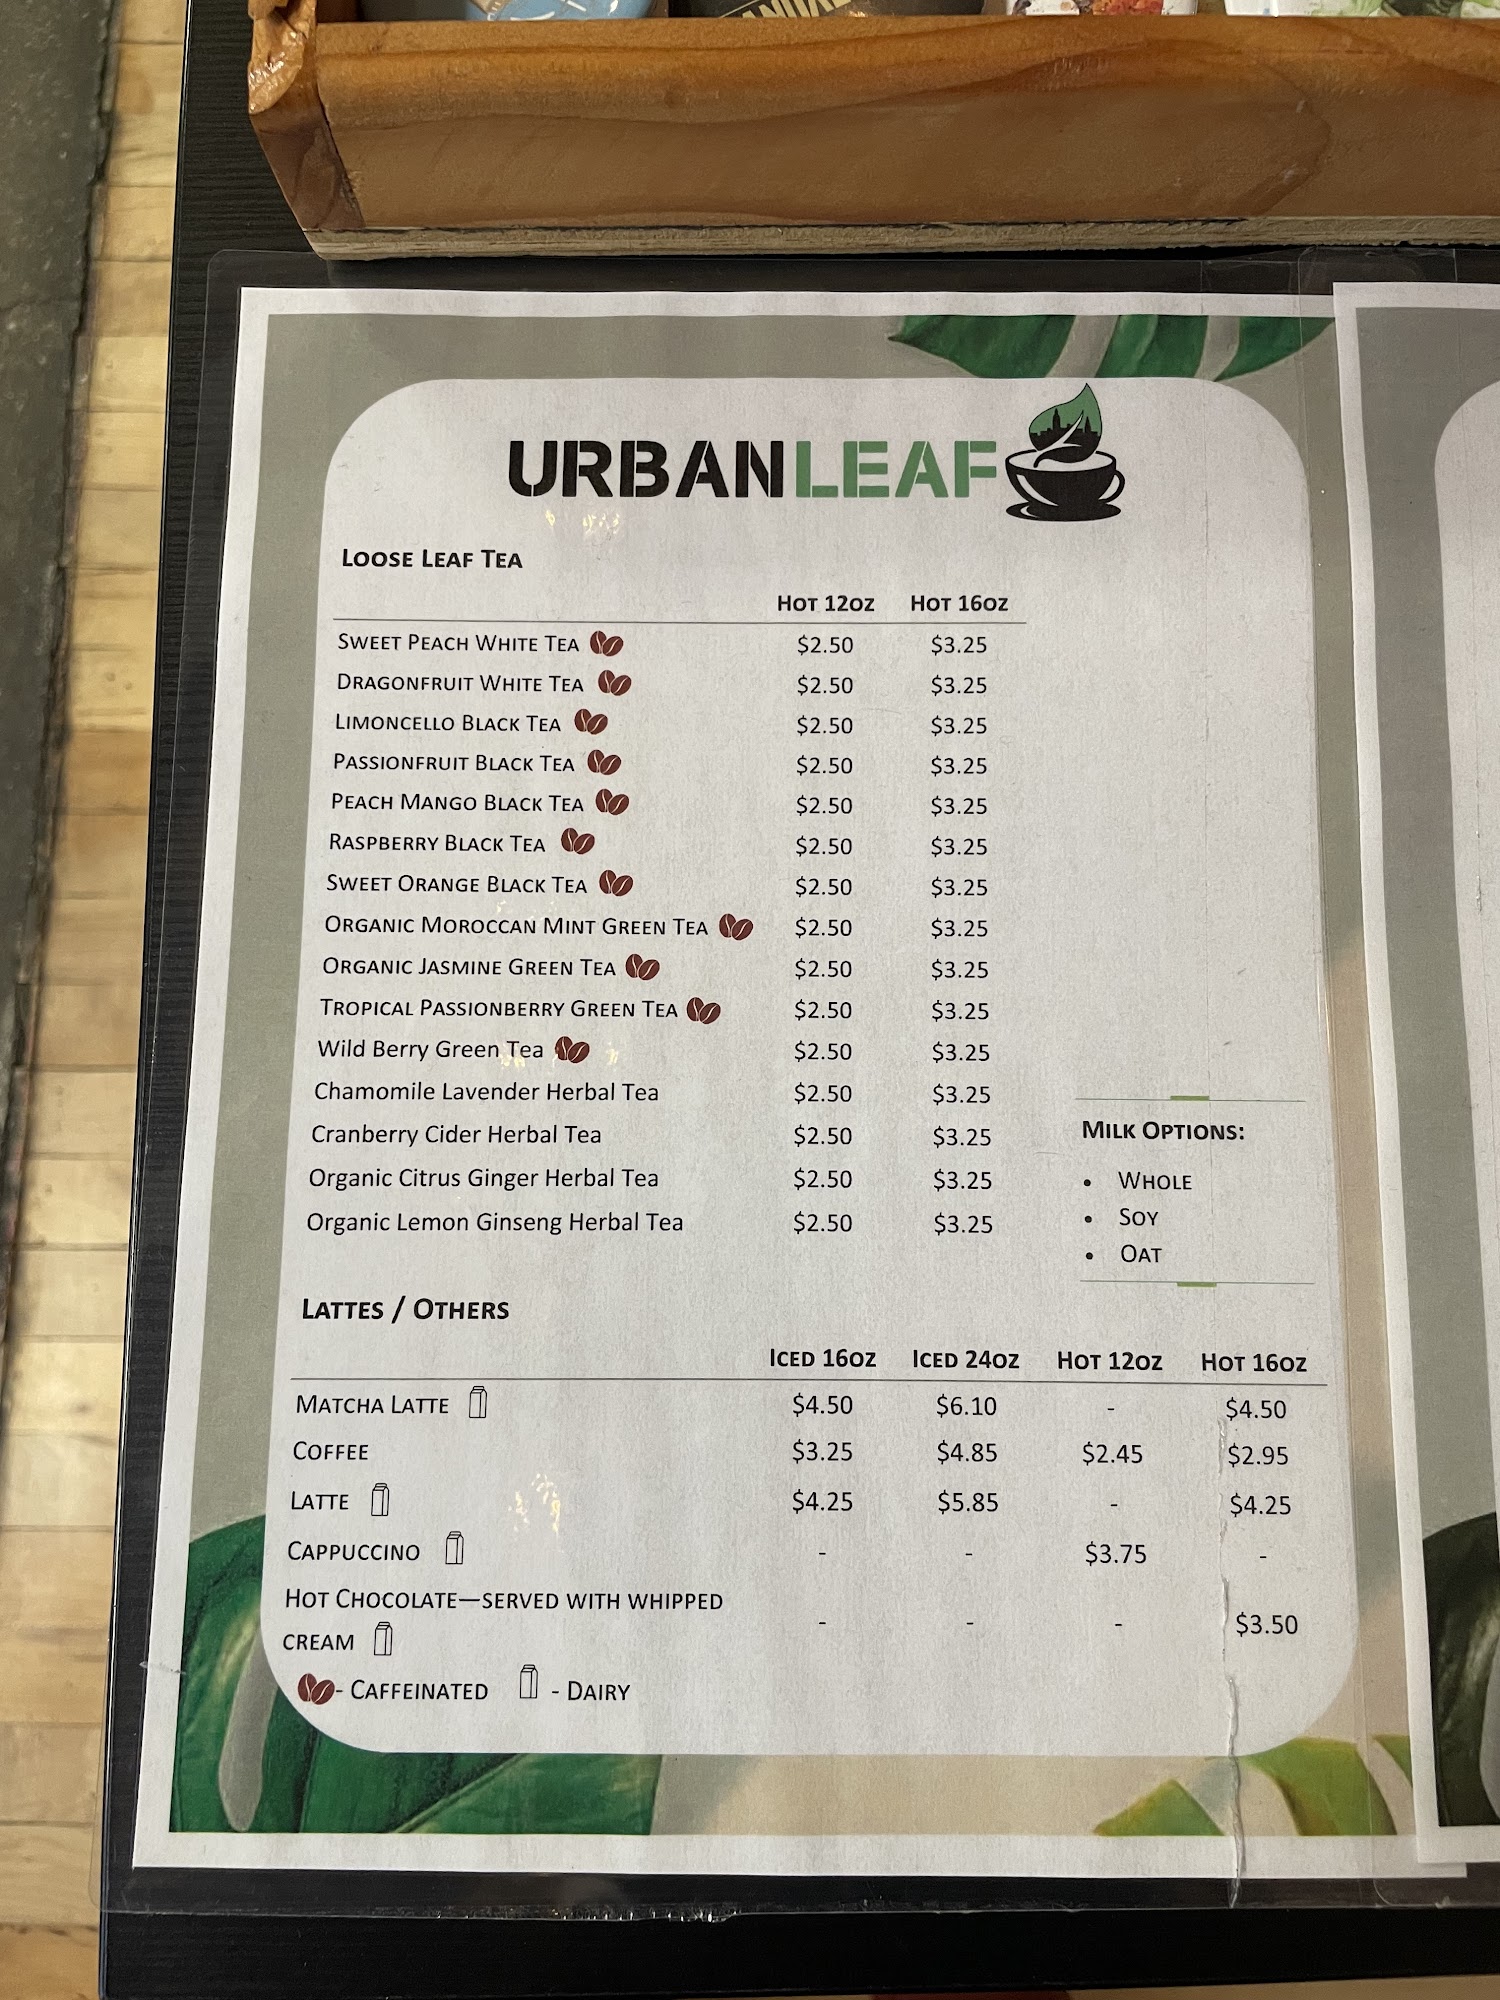 URBANLEAF
LOOSE LEAF TEA
HOT 12OZ HOT 16OZ
SWEET PEACH WHITE TEA $2.50 $3.25
DRAGONFRUIT WHITE TEA $2.50 $3.25
LIMONCELLO BLACK TEA $2.50 $3.25
PASSIONFRUIT BLACK TEA $2.50 $3.25
PEACH MANGO BLACK TEA $2.50 $3.25
RASPBERRY BLACK TEA $2.50 $3.25
SWEET ORANGE BLACK TEA $2.50 $3.25
ORGANIC MOROCCAN MINT GREEN TEA $2.50 $3.25
ORGANIC JASMINE GREEN TEA $2.50 $3.25
TROPICAL PASSIONBERRY GREEN TEA $2.50 $3.25
Wild Berry Green Tea $2.50 $3.25
Chamomile Lavender Herbal Tea $2.50 $3.25
Cranberry Cider Herbal Tea $2.50 $3.25
Organic Citrus Ginger Herbal Tea $2.50 $3.25
Organic Lemon Ginseng Herbal Tea $2.50 $3.25
MILK OPTIONS:
• WHOLE
• SOY
• OAT
LATTES / OTHERS
ICED 16OZ ICED 24OZ HOT 12OZ HOT 16OZ
MATCHA LATTE $4.50 $6.10 - $4.50
COFFEE $3.25 $4.85 $2.45 $2.95
LATTE $4.25 $5.85 - $4.25
CAPPUCCINO - - $3.75 -
HOT CHOCOLATE—SERVED WITH WHIPPED
CREAM - - - $3.50
- CAFFEINATED - DAIRY